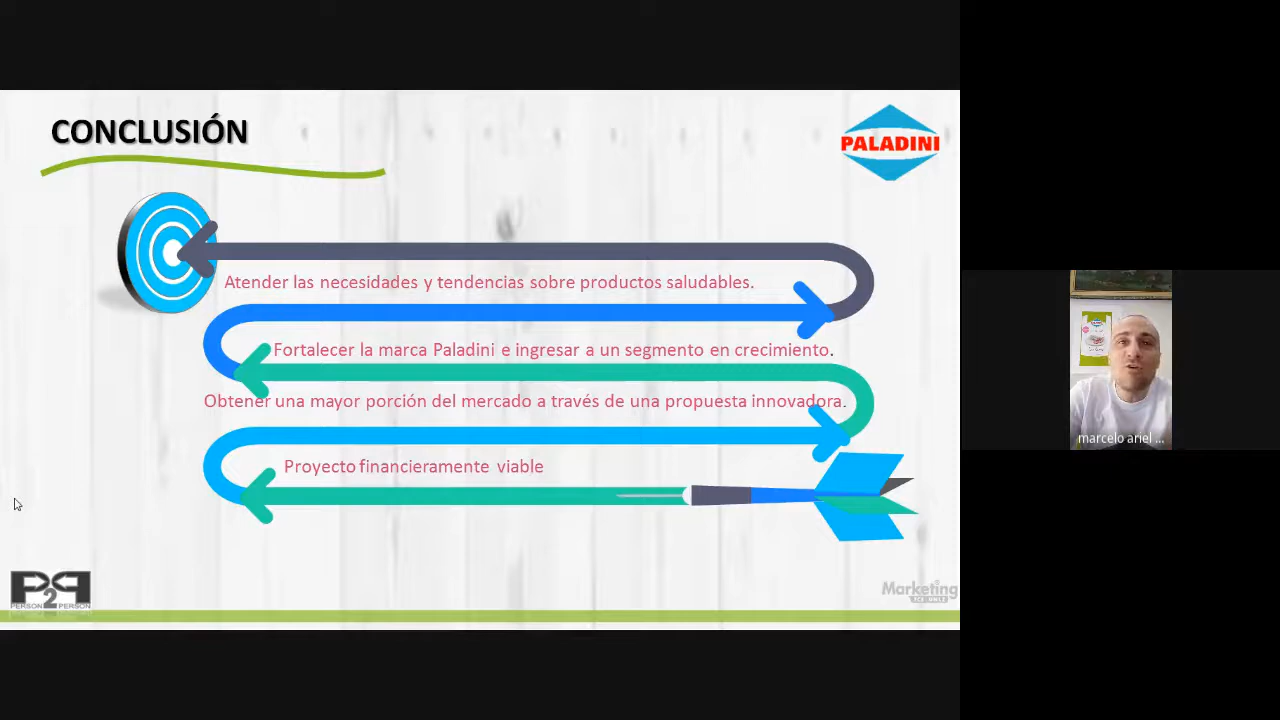 CONCLUSIÓN
PALADINI
Atender las necesidades y tendencias sobre productos saludables.
Fortalecer la marca Paladini e ingresar a un segmento en crecimiento.
Obtener una mayor porción del mercado a través de una propuesta innovadora.
Proyecto financieramente viable
marcelo ariel ...
P2P
PERSON 2 PERSON
Marketing